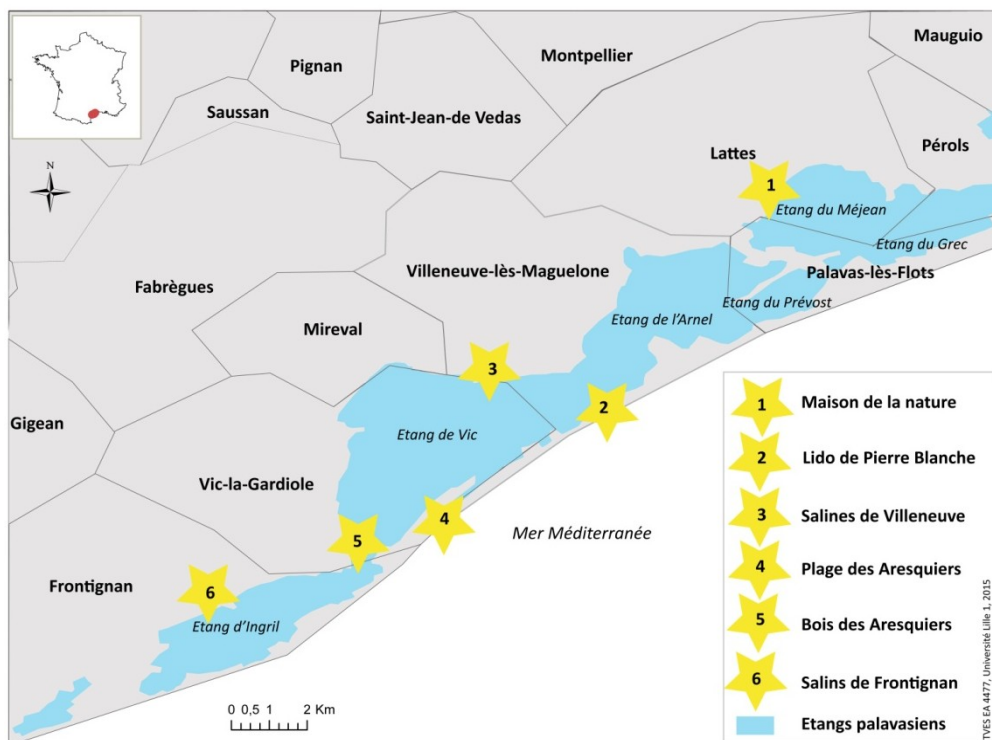 Mauguio
Montpellier
Pignan
Saussan
Saint-Jean-de Vedas
Pérols
Lattes
N
1
Etang du Méjean
Etang du Grec
Villeneuve-lès-Maguelone
Palavas-lès-Flots
Fabrègues
Etang du Prévost
Etang de l'Arnel
Mireval
3
2
Gigean
Etang de Vic
Vic-la-Gardiole
4
Mer Méditerranée
5
Frontignan
6
Etang d'Ingril
0 0,5 1 2 Km
1 Maison de la nature
2 Lido de Pierre Blanche
3 Salines de Villeneuve
4 Plage des Aresquiers
5 Bois des Aresquiers
6 Salins de Frontignan
Etangs palavasiens
TVES EA 4477, Université Lille 1, 2015